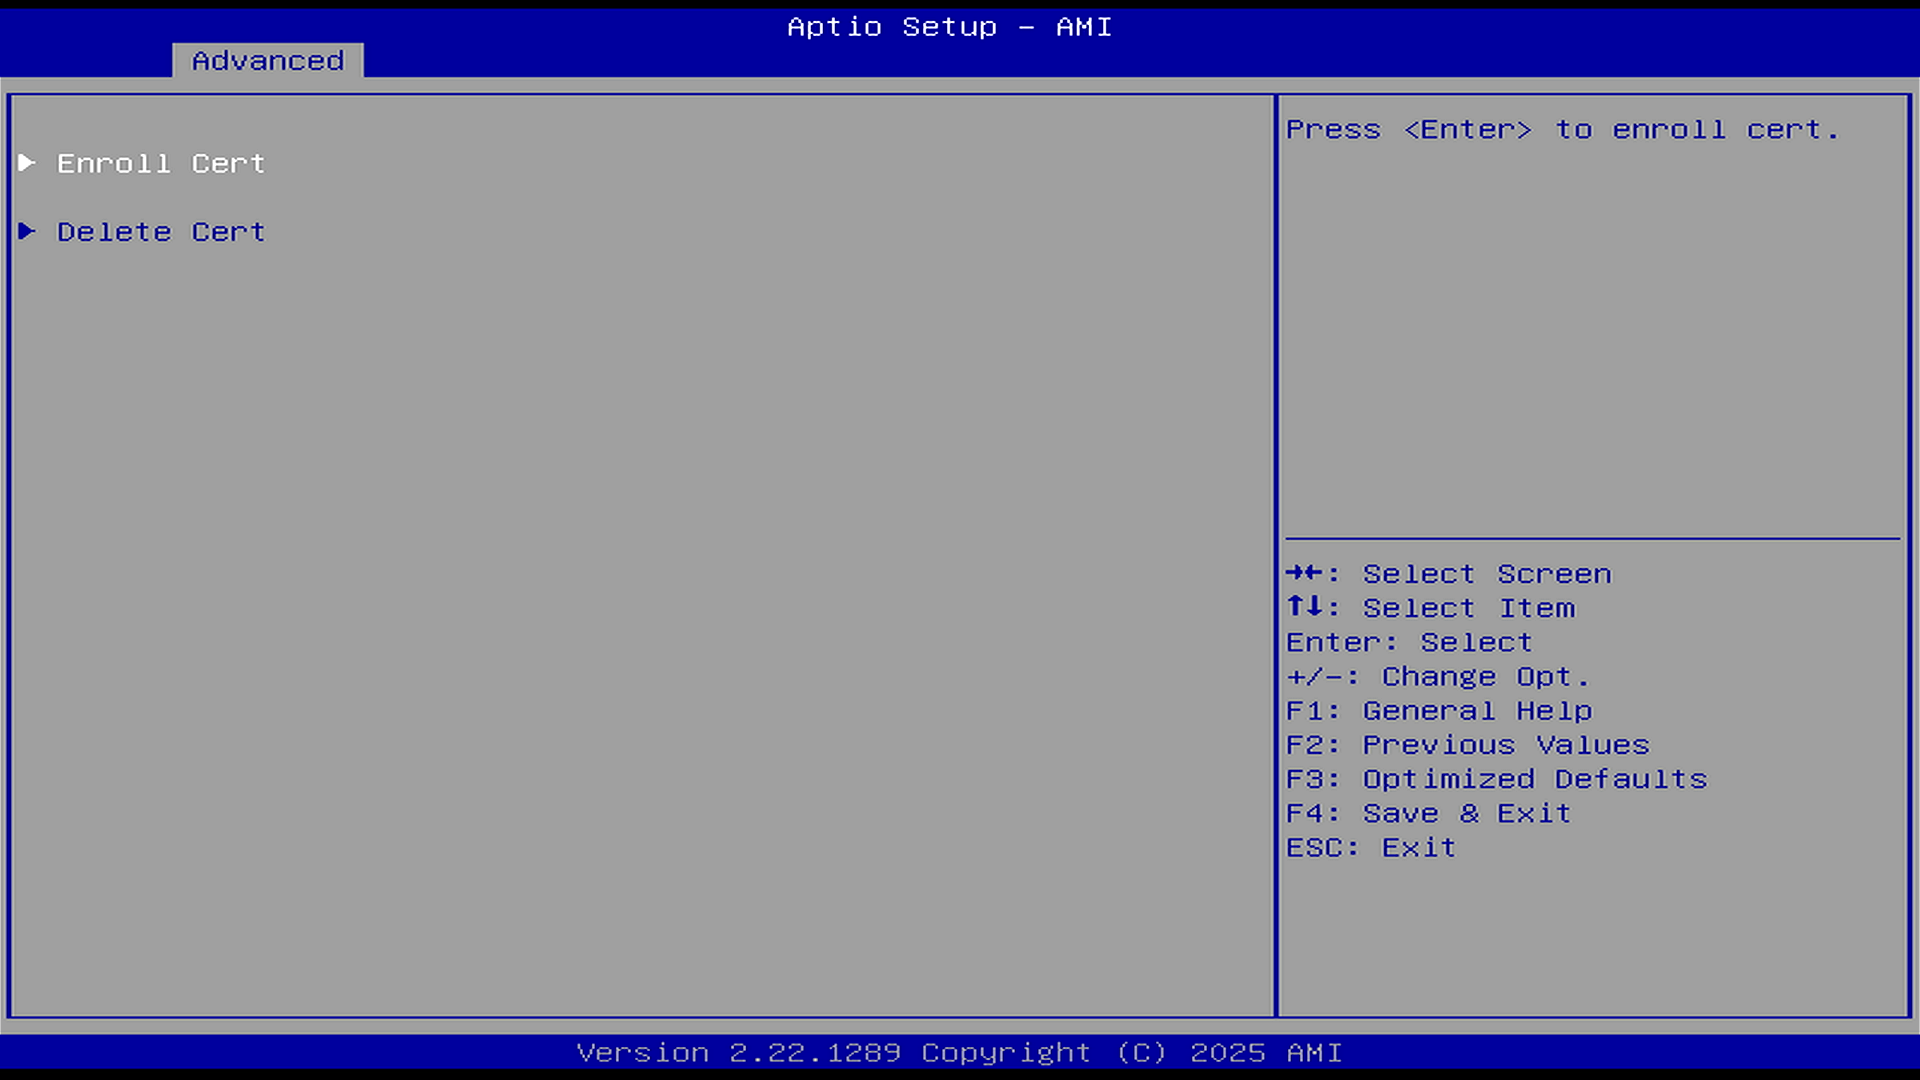 Aptio Setup - AMI
Advanced
► Enroll Cert
► Delete Cert
Press <Enter> to enroll cert.
→←: Select Screen
↑↓: Select Item
Enter: Select
+/-: Change Opt.
F1: General Help
F2: Previous Values
F3: Optimized Defaults
F4: Save & Exit
ESC: Exit
Version 2.22.1289 Copyright (C) 2025 AMI